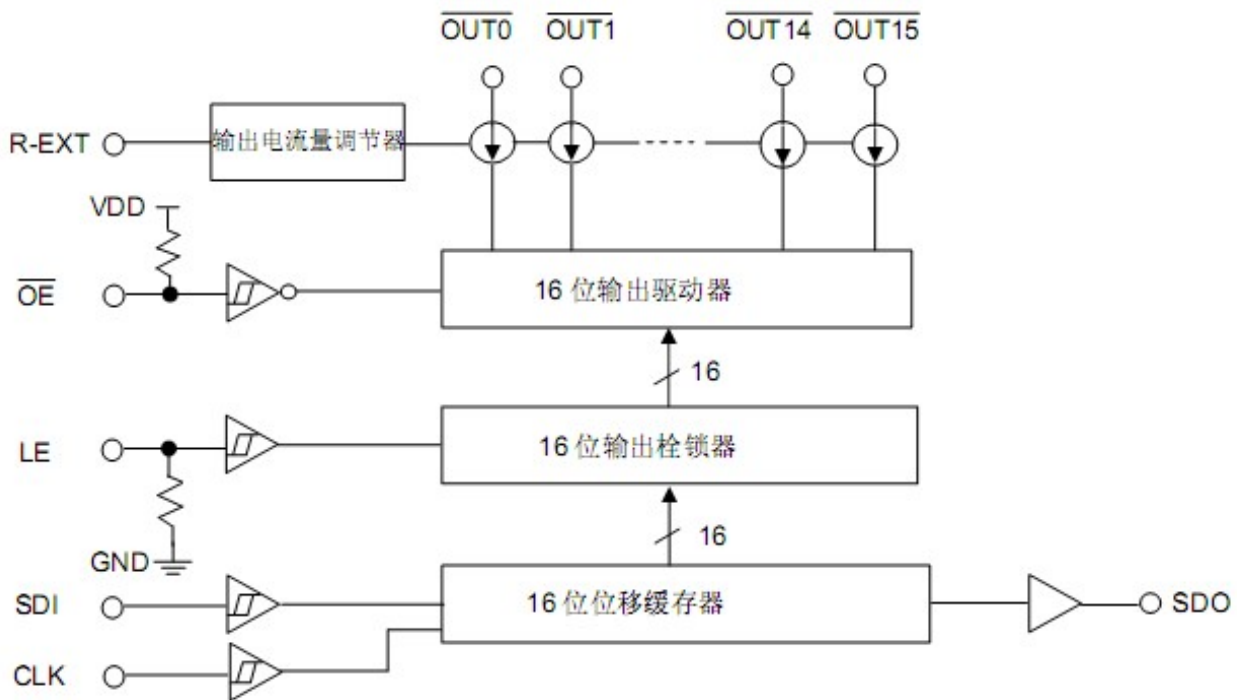 OUT0 OUT1 OUT14 OUT15
R-EXT
输出电流量调节器
VDD
OE
16 位输出驱动器
16
LE
16 位输出栓锁器
16
GND
SDI
16 位位移缓存器
SDO
CLK